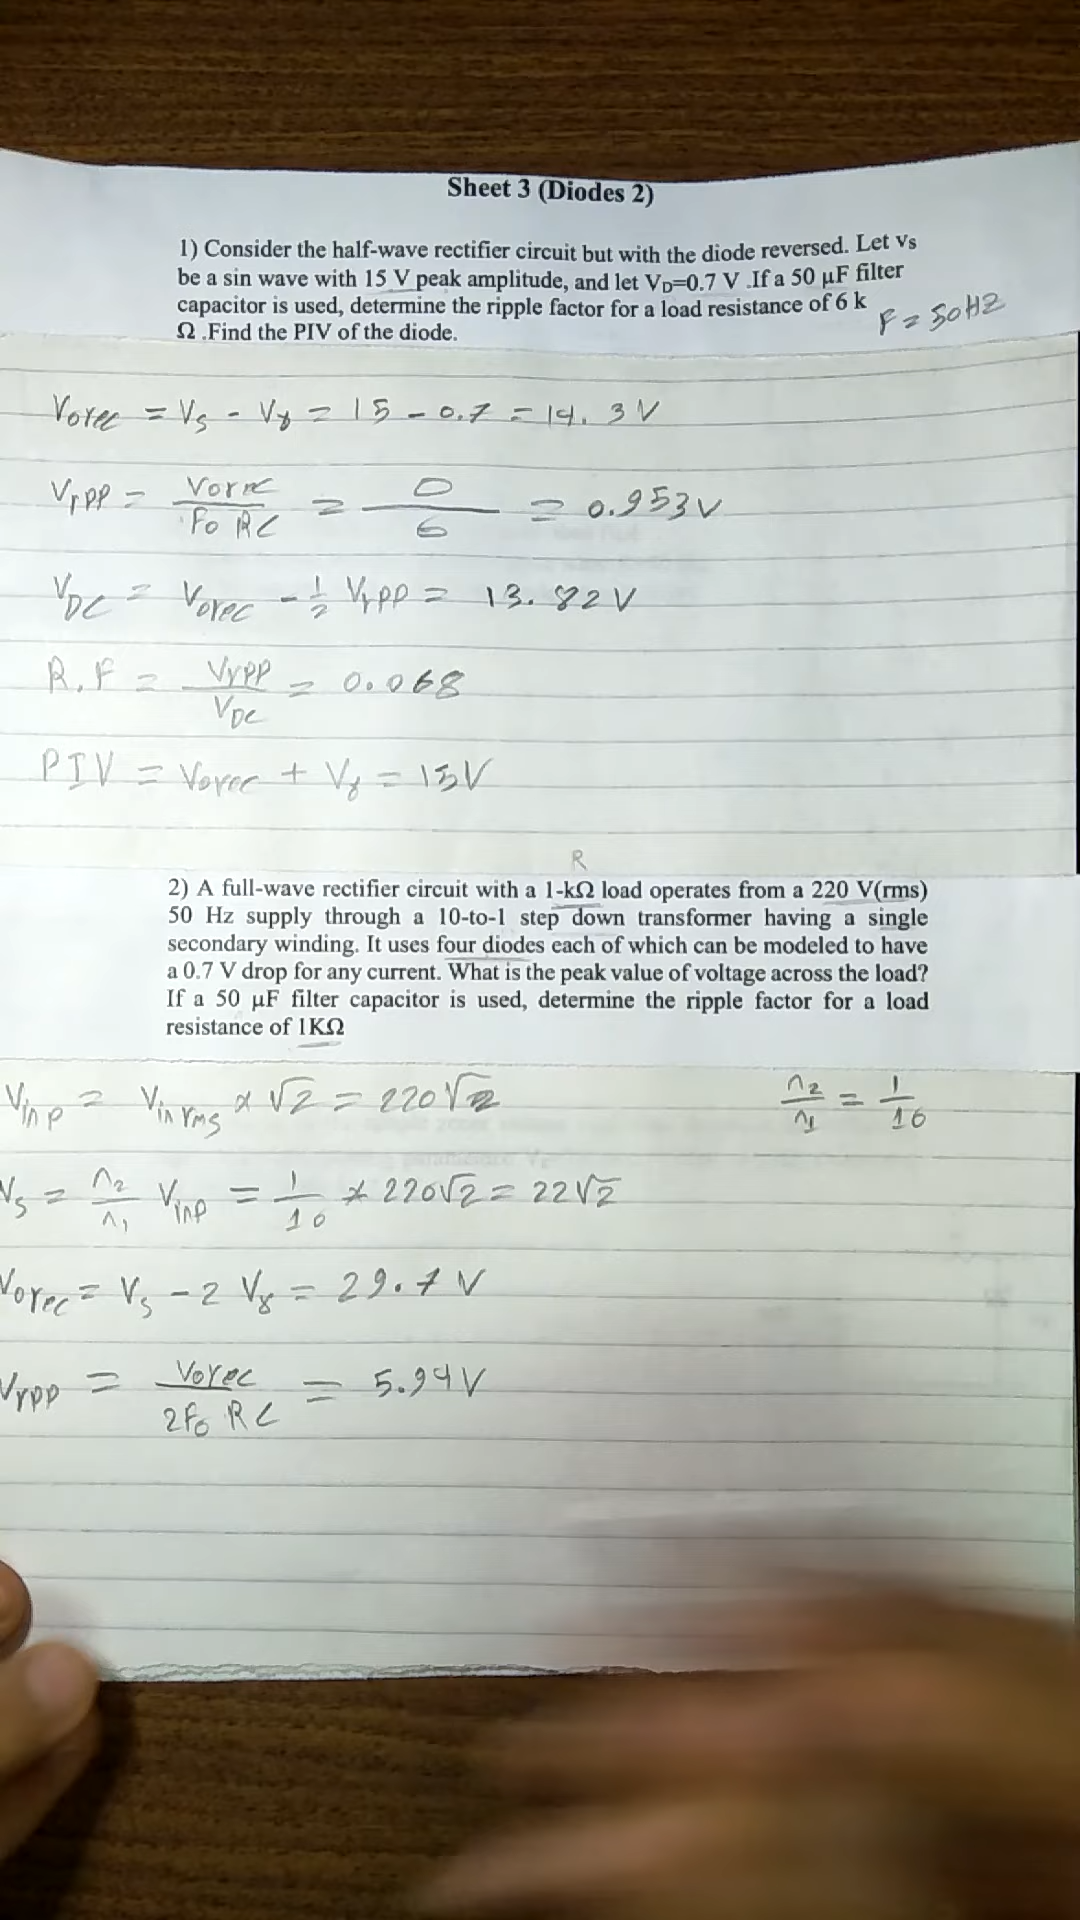 Sheet 3 (Diodes 2)
1) Consider the half-wave rectifier circuit but with the diode reversed. Let vs
be a sin wave with 15 V peak amplitude, and let VD=0.7 V .If a 50 µF filter
capacitor is used, determine the ripple factor for a load resistance of 6 k
Ω .Find the PIV of the diode.
F = 50HZ
Vorec = Vs - Vγ = 15 - 0.7 = 14.3V
Vrpp = Vorec / Fo RC = 0 / 6 = 0.953V
VDC = Vorec - 1/2 Vrpp = 13.82V
R.F = Vrpp / VDC = 0.068
PIV = Vorec + Vγ = 15V
R
2) A full-wave rectifier circuit with a 1-kΩ load operates from a 220 V(rms)
50 Hz supply through a 10-to-1 step down transformer having a single
secondary winding. It uses four diodes each of which can be modeled to have
a 0.7 V drop for any current. What is the peak value of voltage across the load?
If a 50 µF filter capacitor is used, determine the ripple factor for a load
resistance of 1KΩ
Vinp = Vin rms × √2 = 220√2
n2 / n1 = 1 / 10
Vs = n2 / n1 Vinp = 1 / 10 × 220√2 = 22√2
Vorec = Vs - 2 Vγ = 29.7 V
Vrpp = Vorec / 2Fo RC = 5.94V